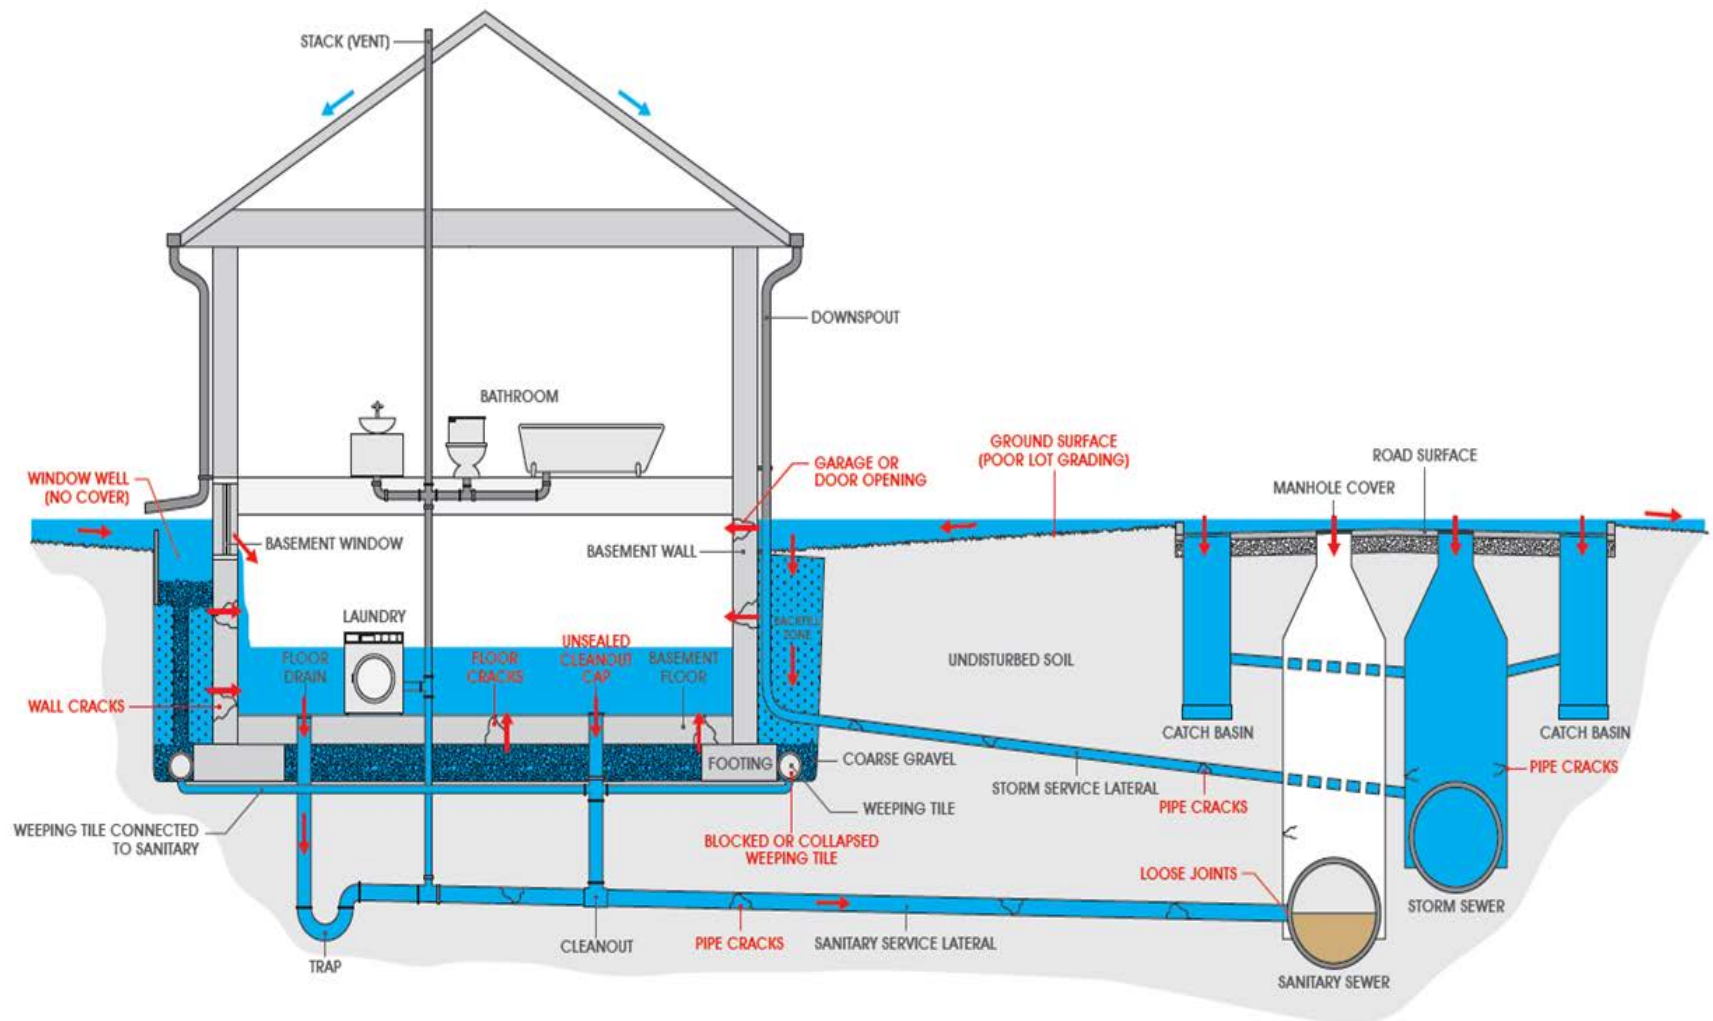 STACK (VENT)
DOWNSPOUT
BATHROOM
WINDOW WELL
(NO COVER)
GARAGE OR
DOOR OPENING
GROUND SURFACE
(POOR LOT GRADING)
ROAD SURFACE
MANHOLE COVER
BASEMENT WINDOW
BASEMENT WALL
LAUNDRY
BACKFILL
ZONE
FLOOR
DRAIN
FLOOR
CRACKS
UNSEALED
CLEANOUT
CAP
BASEMENT
FLOOR
UNDISTURBED SOIL
WALL CRACKS
CATCH BASIN
CATCH BASIN
FOOTING
COARSE GRAVEL
STORM SERVICE LATERAL
PIPE CRACKS
PIPE CRACKS
WEEPING TILE
WEEPING TILE CONNECTED
TO SANITARY
BLOCKED OR COLLAPSED
WEEPING TILE
LOOSE JOINTS
STORM SEWER
TRAP
CLEANOUT
PIPE CRACKS
SANITARY SERVICE LATERAL
SANITARY SEWER